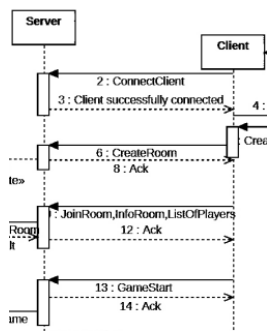 Server
Client
2 : ConnectClient
3 : Client successfully connected
4 :
Crea
6 : CreateRoom
8 : Ack
te»
: JoinRoom,InfoRoom,ListOfPlayers
Room
12 : Ack
lt
13 : GameStart
14 : Ack
ame